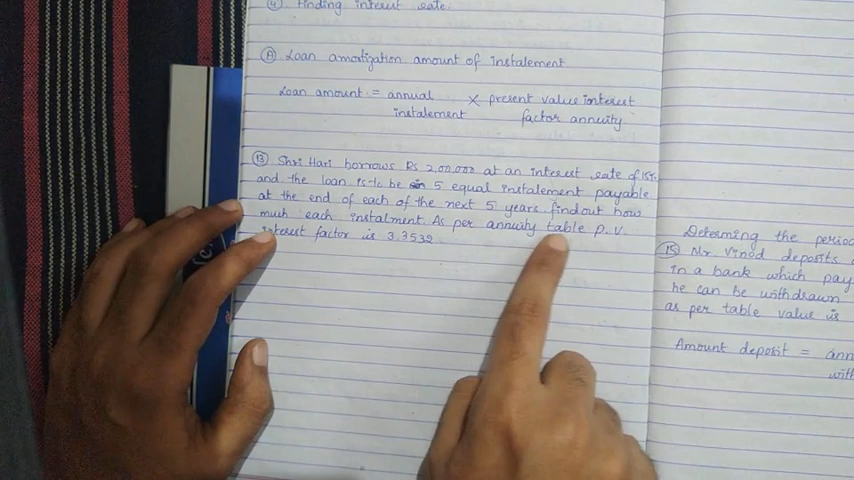 ④ Finding interest rate.
Ⓐ Loan amortization amount of instalement
Loan amount = annual × present value interest
instalement factor annuity
⑬ Shri Hari borrows Rs 2,00,000 at an interest rate of 15%
and the loan is to be 5 equal instalement payable
at the end of each of the next 5 years findout how
much each instalment. As per annuity table P.V
interest factor is 3.3532
Determing the period
⑮ Mr Vinod deposits
in a bank which pay
he can be withdrawn
as per table value is
Amount deposit = ann
with